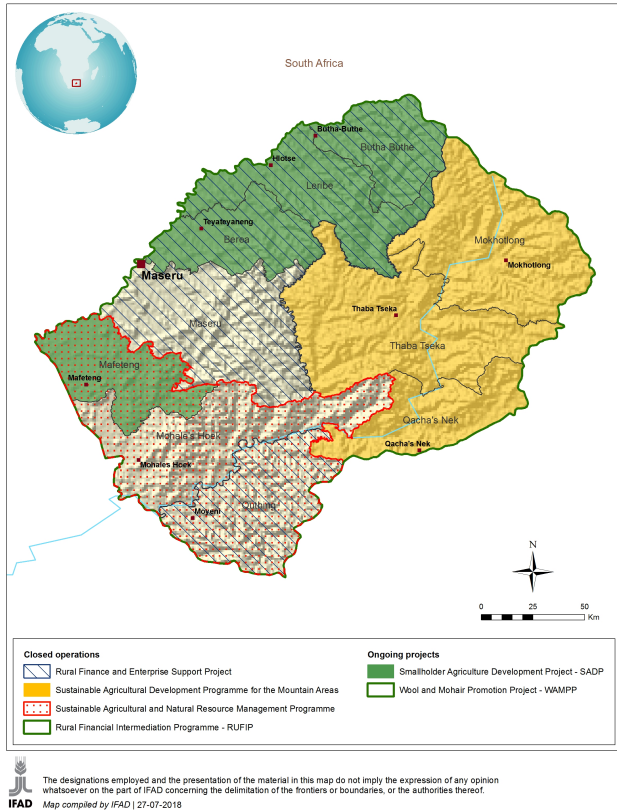 South Africa
Butha-Buthe
Butha Buthe
Hlotse
Leribe
Teyateyaneng
Berea
Mokhotlong
Mokhotlong
Maseru
Thaba Tseka
Maseru
Thaba Tseka
Mafeteng
Mafeteng
Qacha's Nek
Mohale's Hoek
Qacha's Nek
Mohales Hoek
Quthing
Moyeni
N
0 25 50
Km
Closed operations
Rural Finance and Enterprise Support Project
Sustainable Agricultural Development Programme for the Mountain Areas
Sustainable Agricultural and Natural Resource Management Programme
Rural Financial Intermediation Programme - RUFIP
Ongoing projects
Smallholder Agriculture Development Project - SADP
Wool and Mohair Promotion Project - WAMPP
The designations employed and the presentation of the material in this map do not imply the expression of any opinion
whatsoever on the part of IFAD concerning the delimitation of the frontiers or boundaries, or the authorities thereof.
IFAD Map compiled by IFAD | 27-07-2018